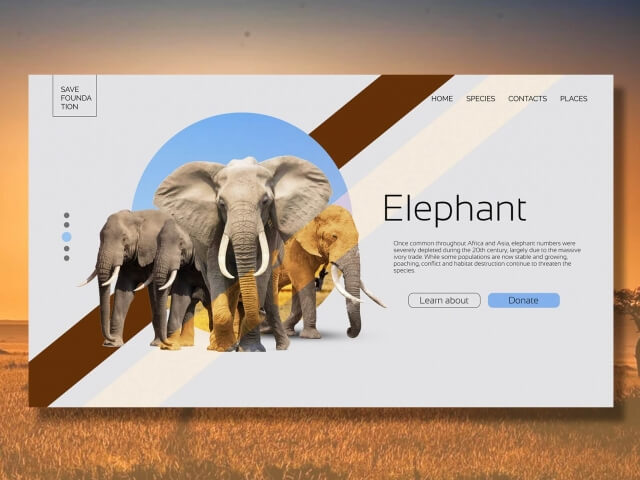 SAVE
FOUNDA
TION
HOME SPECIES CONTACTS PLACES
Elephant
Once common throughout Africa and Asia, elephant numbers were
severely depleted during the 20th century, largely due to the massive
ivory trade. While some populations are now stable and growing,
poaching, conflict and habitat destruction continue to threaten the
species.
Learn about Donate